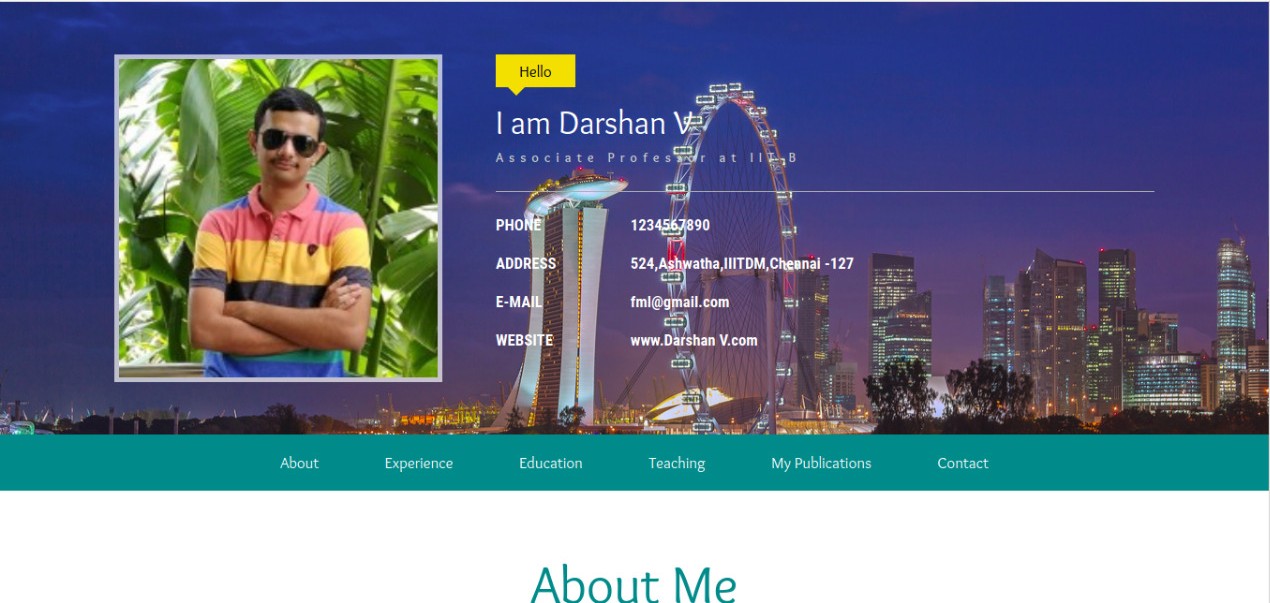 Hello
I am Darshan V
Associate Professor at IIT B
PHONE 1234567890
ADDRESS 524,Ashwatha,IIITDM,Chennai -127
E-MAIL fml@gmail.com
WEBSITE www.Darshan V.com
About Experience Education Teaching My Publications Contact
About Me